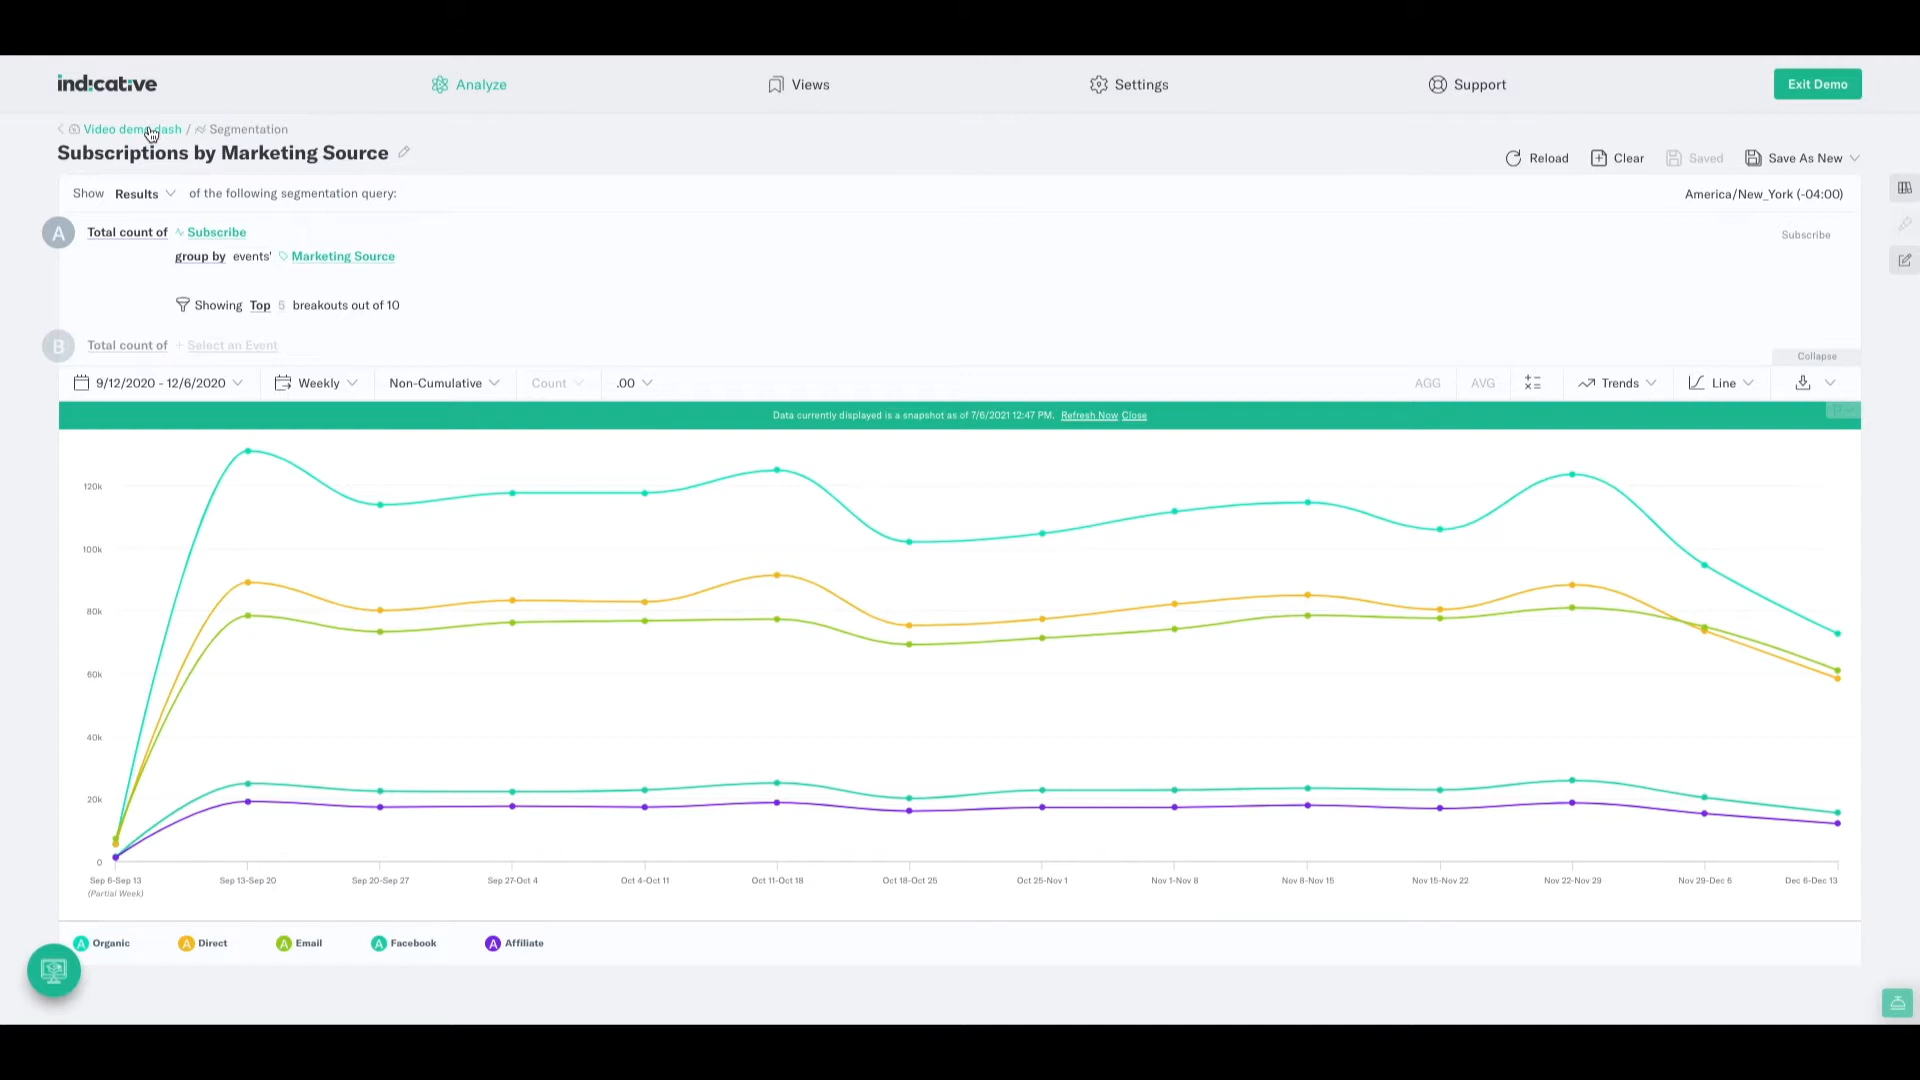 ind:cative
Analyze
Views
Settings
Support
Exit Demo
Video demo dash / Segmentation
Subscriptions by Marketing Source
Reload
Clear
Saved
Save As New
Show Results of the following segmentation query:
America/New_York (-04:00)
A Total count of Subscribe
Subscribe
group by events' Marketing Source
Showing Top 5 breakouts out of 10
B Total count of + Select an Event
Collapse
9/12/2020 - 12/6/2020
Weekly
Non-Cumulative
Count
.00
AGG
AVG
Trends
Line
Data currently displayed is a snapshot as of 7/6/2021 12:47 PM. Refresh Now Close
120k
100k
80k
60k
40k
20k
0
Sep 6-Sep 13 Sep 13-Sep 20 Sep 20-Sep 27 Sep 27-Oct 4 Oct 4-Oct 11 Oct 11-Oct 18 Oct 18-Oct 25 Oct 25-Nov 1 Nov 1-Nov 8 Nov 8-Nov 15 Nov 15-Nov 22 Nov 22-Nov 29 Nov 29-Dec 6 Dec 6-Dec 13
(Partial Week)
A Organic A Direct A Email A Facebook A Affiliate